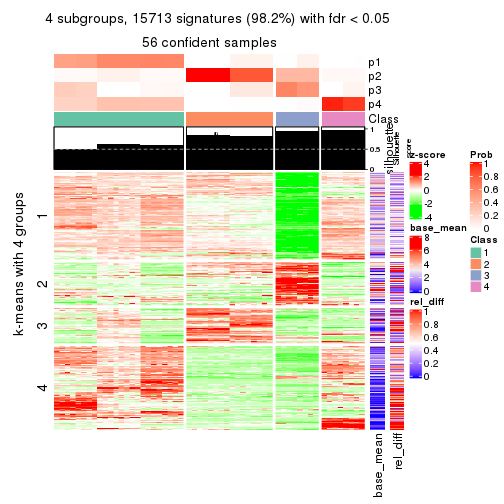 4 subgroups, 15713 signatures (98.2%) with fdr < 0.05
56 confident samples
p1
p2
p3
p4
Class
1
0.5
0
silhouette
Silhouette
score
k-means with 4 groups
1
2
3
4
z-score
4
2
0
-2
-4
base_mean
8
6
4
2
0
rel_diff
1
0.8
0.6
0.4
0.2
0
Prob
1
0.8
0.6
0.4
0.2
0
Class
1
2
3
4
base_mean
rel_diff